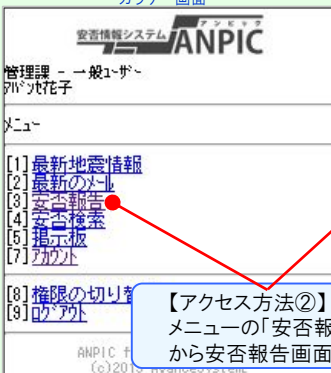 安否情報システム ANPIC
アンピック
管理課 - 一般ユーザー
ｱﾊﾞﾝｾ花子
ﾒﾆｭｰ
[1]最新地震情報
[2]最新のﾒｰﾙ
[3]安否報告
[4]安否検索
[5]掲示板
[7]ｱｶｳﾝﾄ
[8]権限の切り替
[9]ﾛｸﾞｱｳﾄ
【アクセス方法②】
メニューの「安否報
から安否報告画面
ANPIC